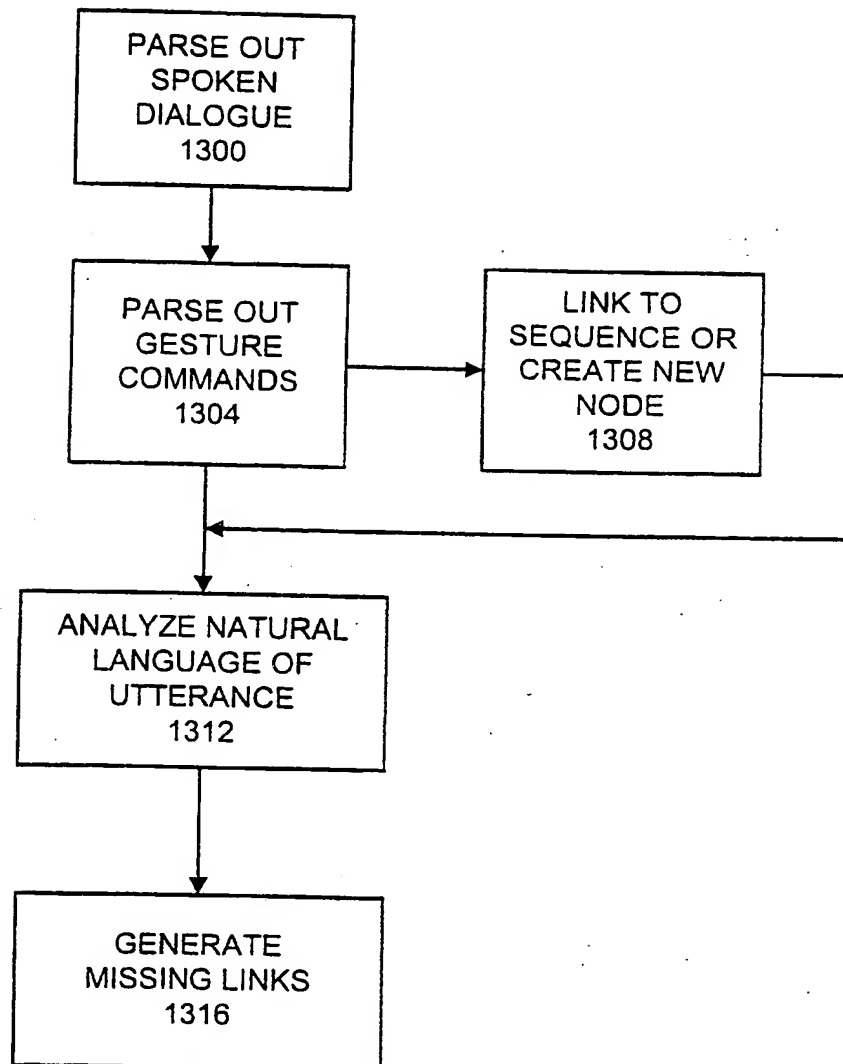 PARSE OUT
SPOKEN
DIALOGUE
1300
PARSE OUT
GESTURE
COMMANDS
1304
LINK TO
SEQUENCE OR
CREATE NEW
NODE
1308
ANALYZE NATURAL
LANGUAGE OF
UTTERANCE
1312
GENERATE
MISSING LINKS
1316